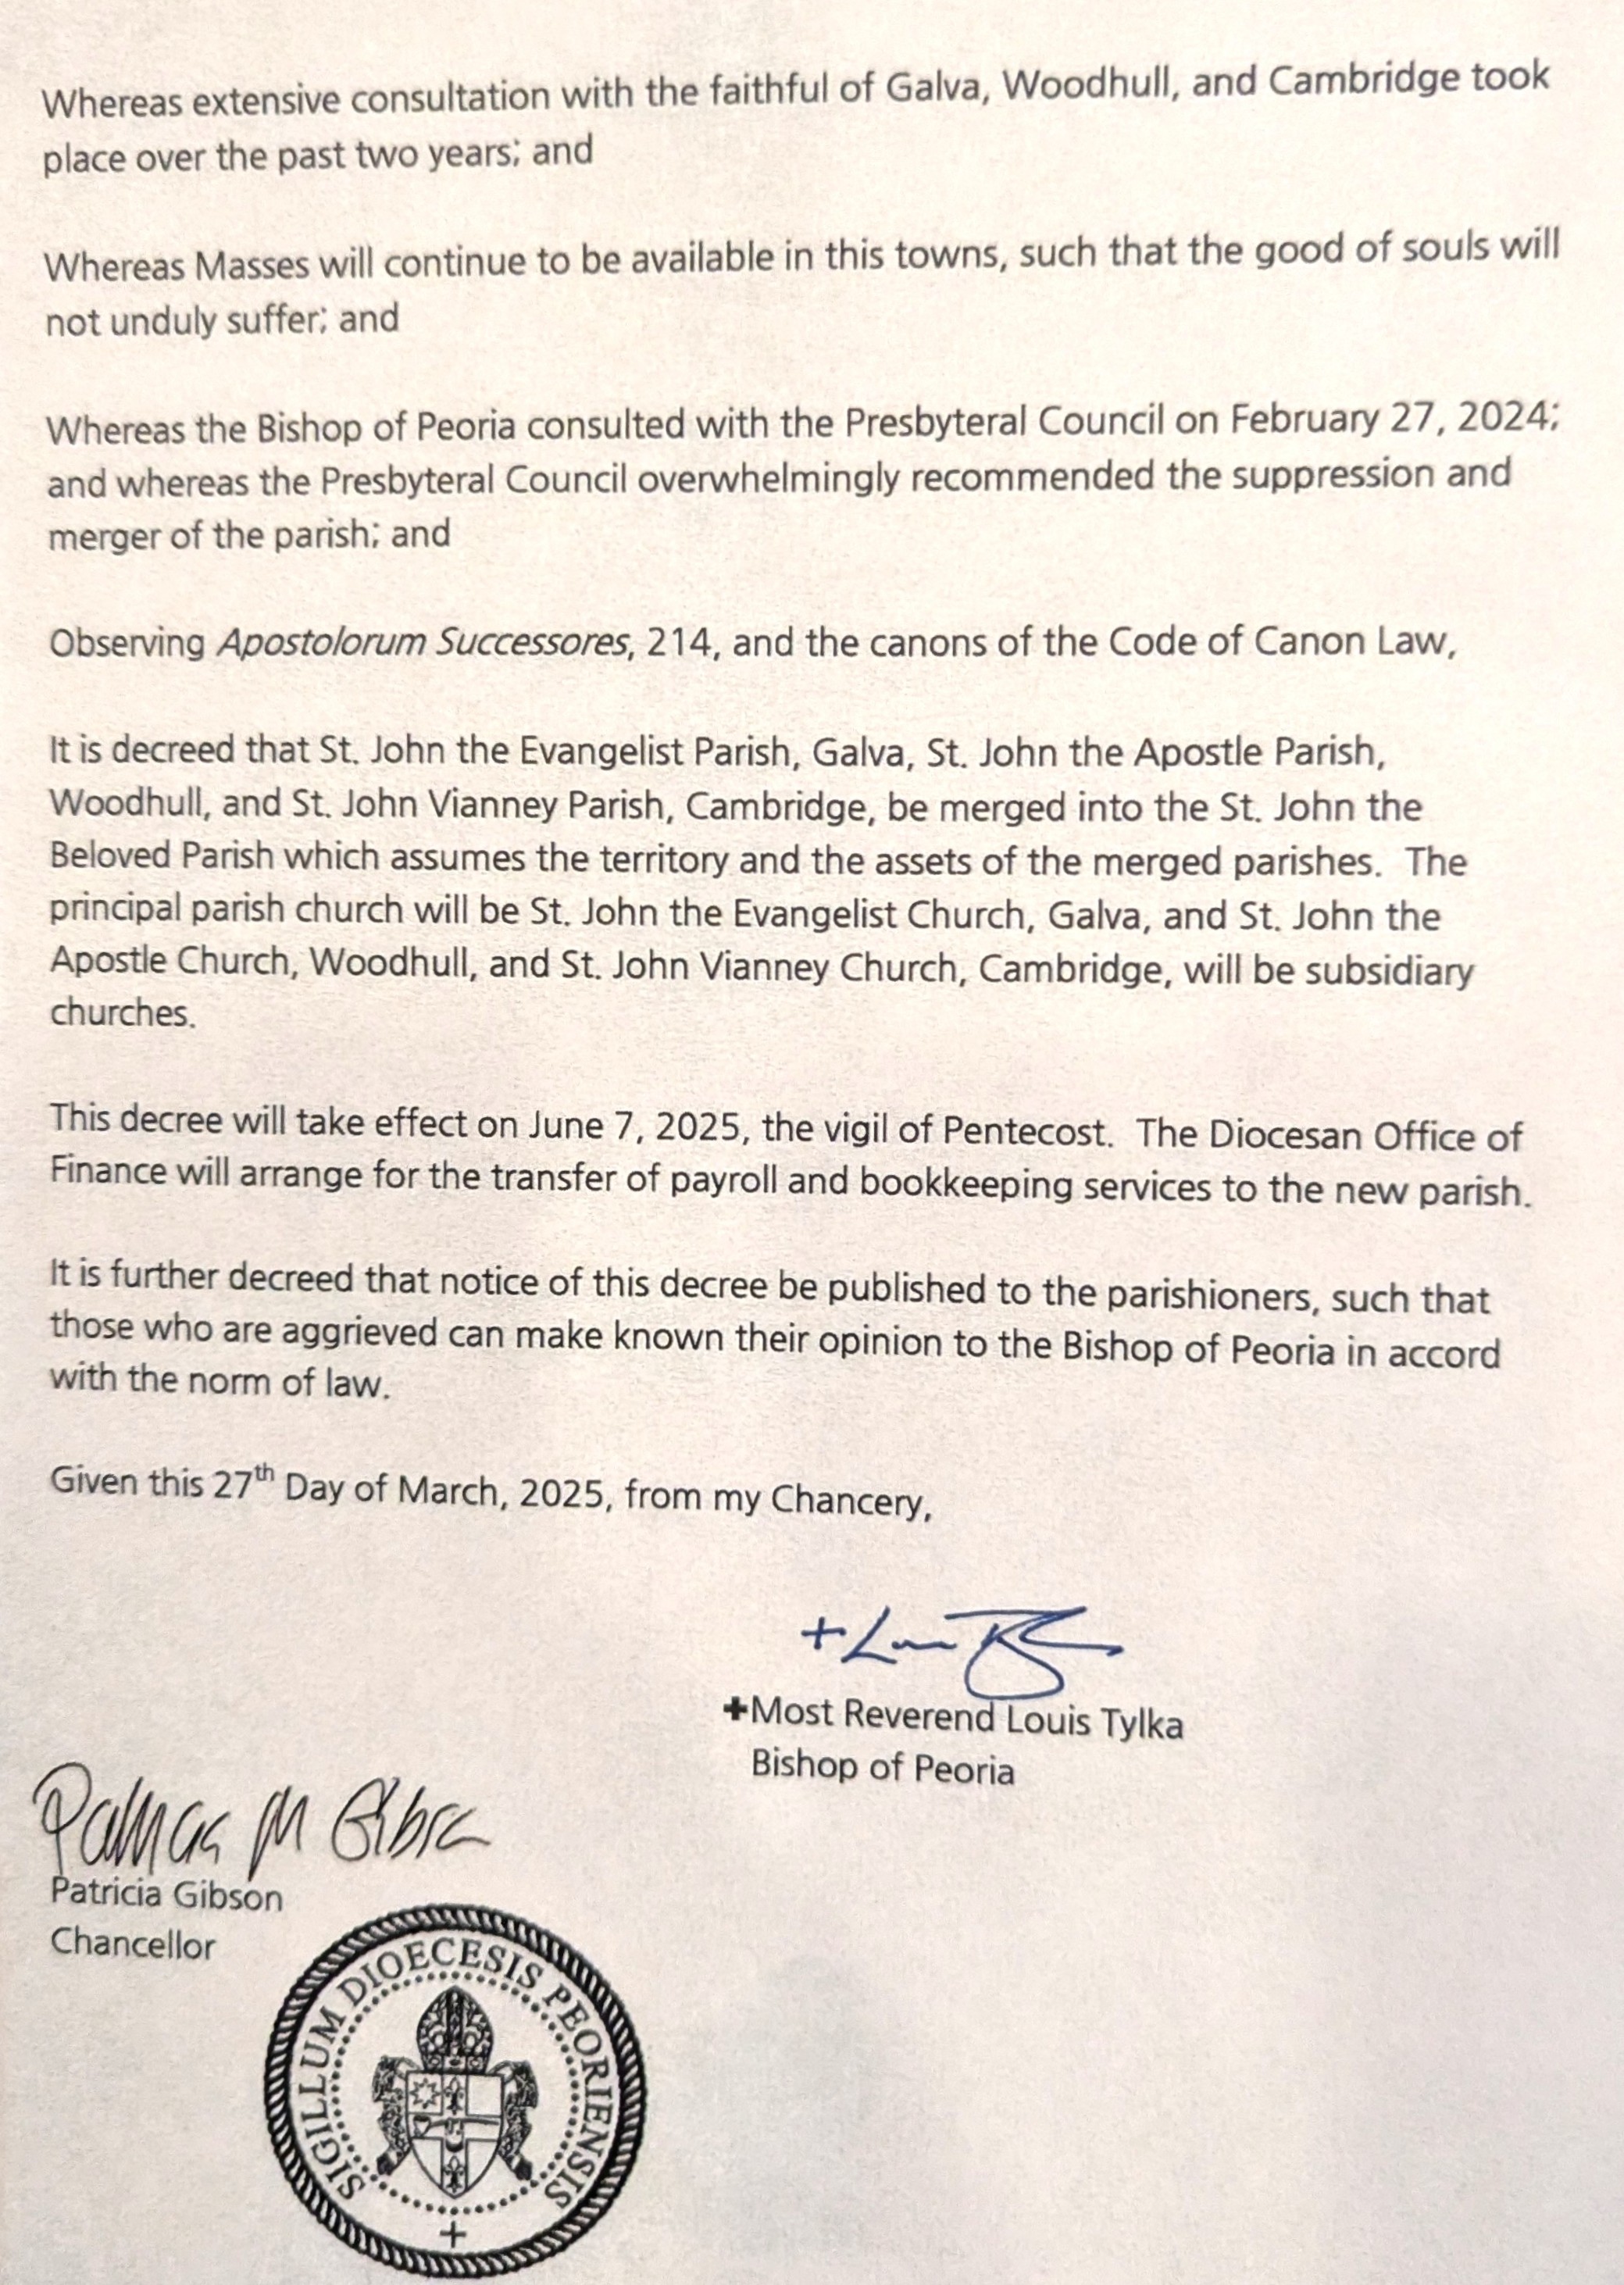 Whereas extensive consultation with the faithful of Galva, Woodhull, and Cambridge took
place over the past two years; and
Whereas Masses will continue to be available in this towns, such that the good of souls will
not unduly suffer; and
Whereas the Bishop of Peoria consulted with the Presbyteral Council on February 27, 2024;
and whereas the Presbyteral Council overwhelmingly recommended the suppression and
merger of the parish; and
Observing Apostolorum Successores, 214, and the canons of the Code of Canon Law,
It is decreed that St. John the Evangelist Parish, Galva, St. John the Apostle Parish,
Woodhull, and St. John Vianney Parish, Cambridge, be merged into the St. John the
Beloved Parish which assumes the territory and the assets of the merged parishes. The
principal parish church will be St. John the Evangelist Church, Galva, and St. John the
Apostle Church, Woodhull, and St. John Vianney Church, Cambridge, will be subsidiary
churches.
This decree will take effect on June 7, 2025, the vigil of Pentecost. The Diocesan Office of
Finance will arrange for the transfer of payroll and bookkeeping services to the new parish.
It is further decreed that notice of this decree be published to the parishioners, such that
those who are aggrieved can make known their opinion to the Bishop of Peoria in accord
with the norm of law.
Given this 27th Day of March, 2025, from my Chancery,
✚Most Reverend Louis Tylka
Bishop of Peoria
Patricia M Gibson
Patricia Gibson
Chancellor
SIGILLUM DIOECESIS PEORIENSIS